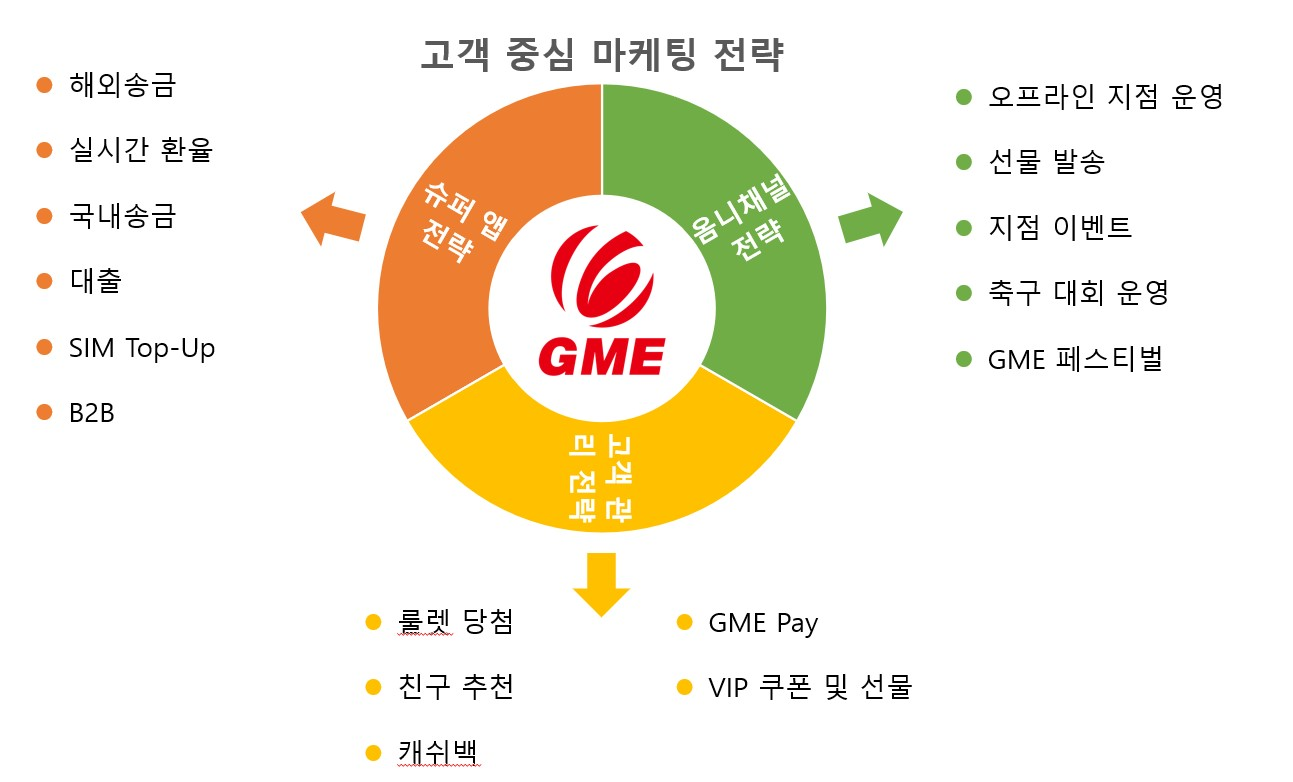 고객 중심 마케팅 전략
해외송금
실시간 환율
국내송금
대출
SIM Top-Up
B2B
슈퍼 앱
전략
GME
옴니채널
전략
고객 관
리 전략
오프라인 지점 운영
선물 발송
지점 이벤트
축구 대회 운영
GME 페스티벌
룰렛 당첨
친구 추천
캐쉬백
GME Pay
VIP 쿠폰 및 선물